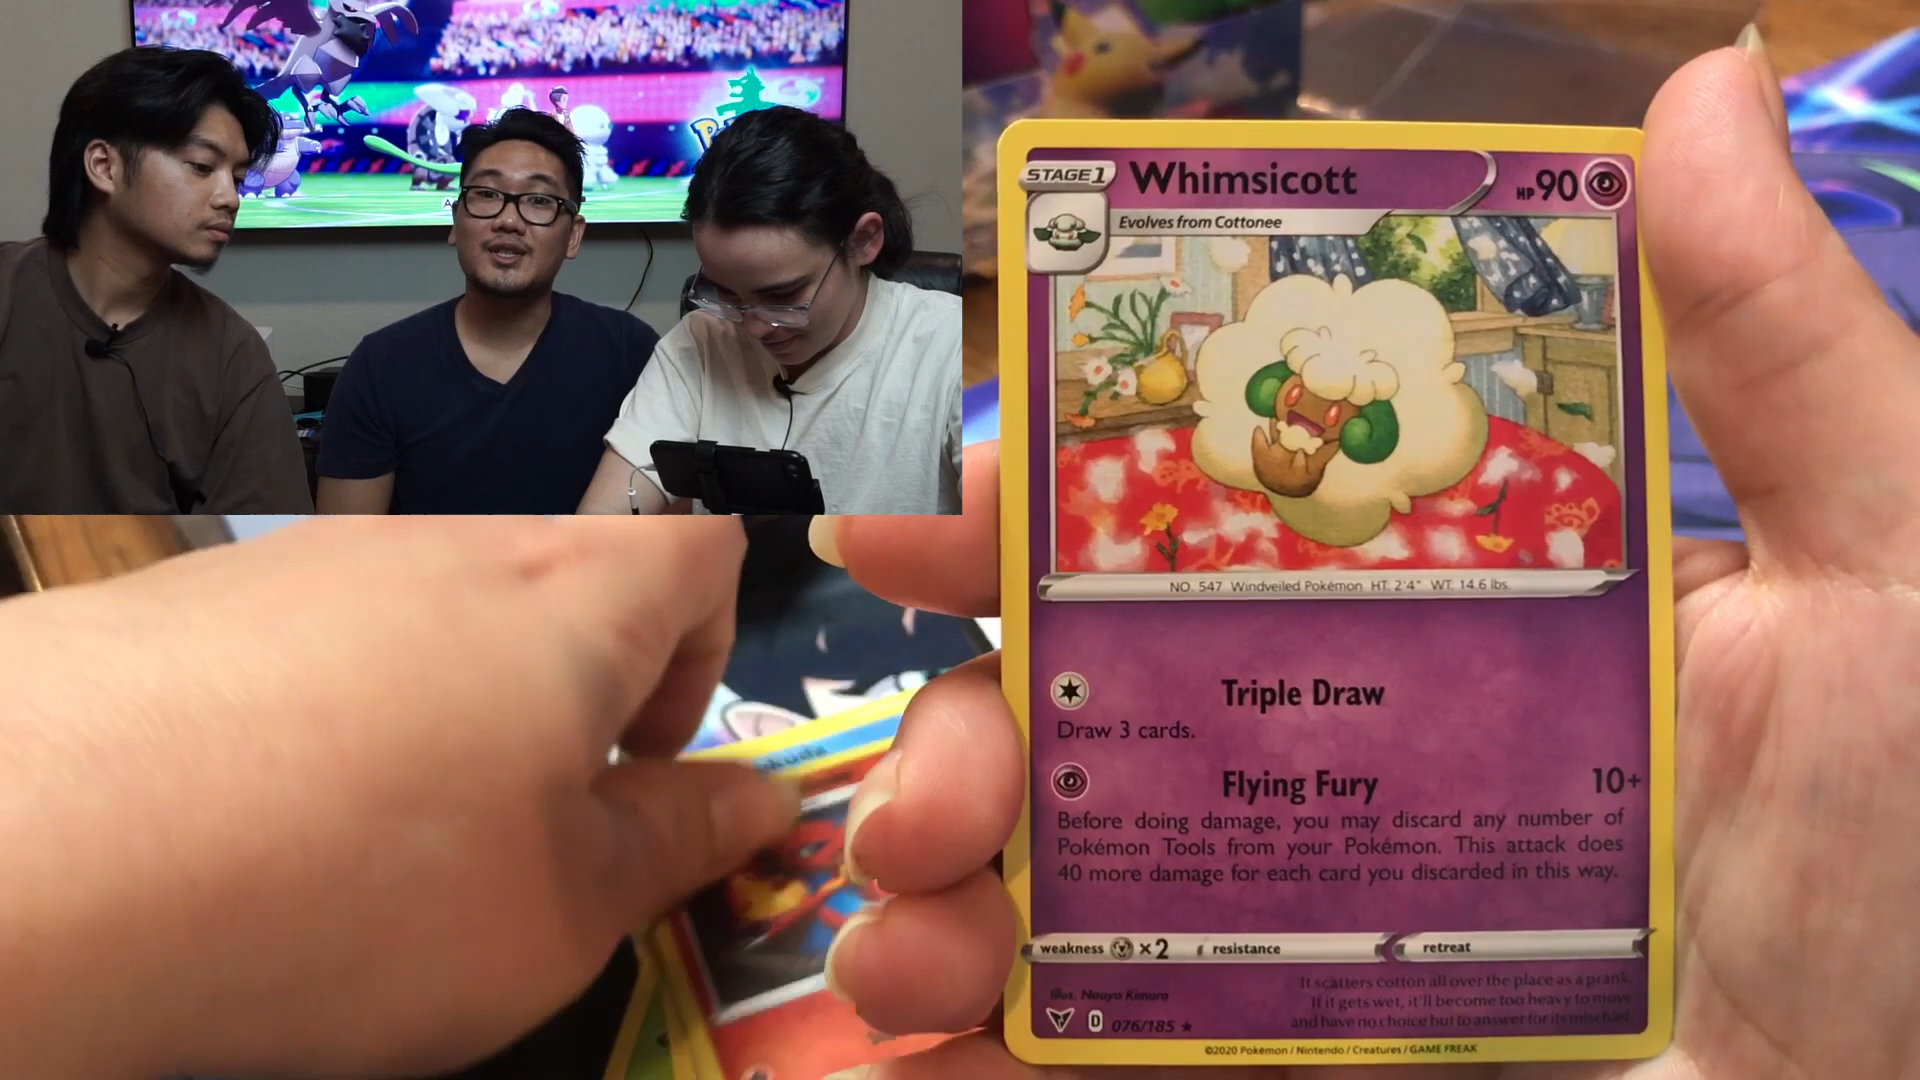 STAGE1
Whimsicott
HP 90
Evolves from Cottonee
NO. 547 Windveiled Pokémon HT: 2'4" WT: 14.6 lbs.
Triple Draw
Draw 3 cards.
Flying Fury 10+
Before doing damage, you may discard any number of
Pokémon Tools from your Pokémon. This attack does
40 more damage for each card you discarded in this way.
weakness ×2 resistance retreat
It scatters cotton all over the place as a prank.
If it gets wet, it'll become too heavy to move
and have no choice but to answer for its mischief.
Illus. Naoyo Kimura
D 076/185
©2020 Pokémon / Nintendo / Creatures / GAME FREAK